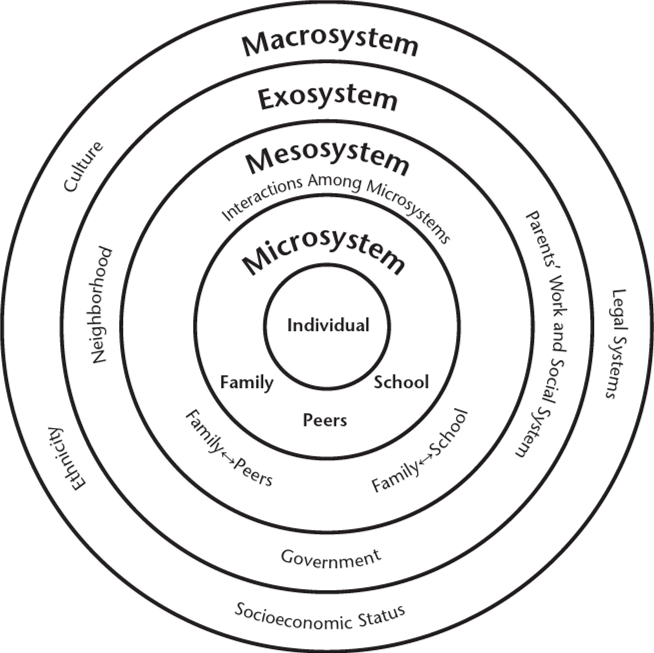 Macrosystem
Exosystem
Mesosystem
Interactions Among Microsystems
Microsystem
Individual
Family
School
Peers
Family↔Peers
Family↔School
Culture
Neighborhood
Parents' Work and Social System
Legal Systems
Ethnicity
Government
Socioeconomic Status